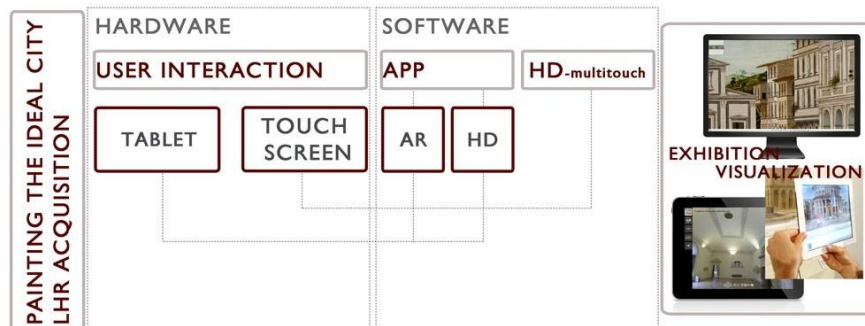 PAINTING THE IDEAL CITY
LHR ACQUISITION
HARDWARE
USER INTERACTION
TABLET
TOUCH
SCREEN
SOFTWARE
APP
HD-multitouch
AR
HD
EXHIBITION
VISUALIZATION